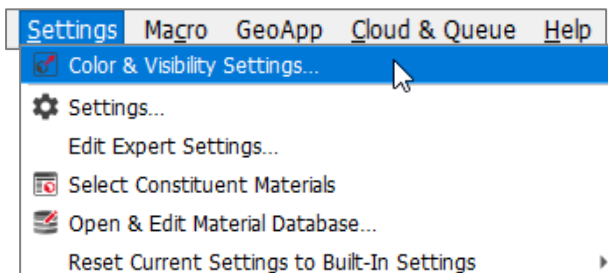 Settings Macro GeoApp Cloud & Queue Help
Color & Visibility Settings...
Settings...
Edit Expert Settings...
Select Constituent Materials
Open & Edit Material Database...
Reset Current Settings to Built-In Settings